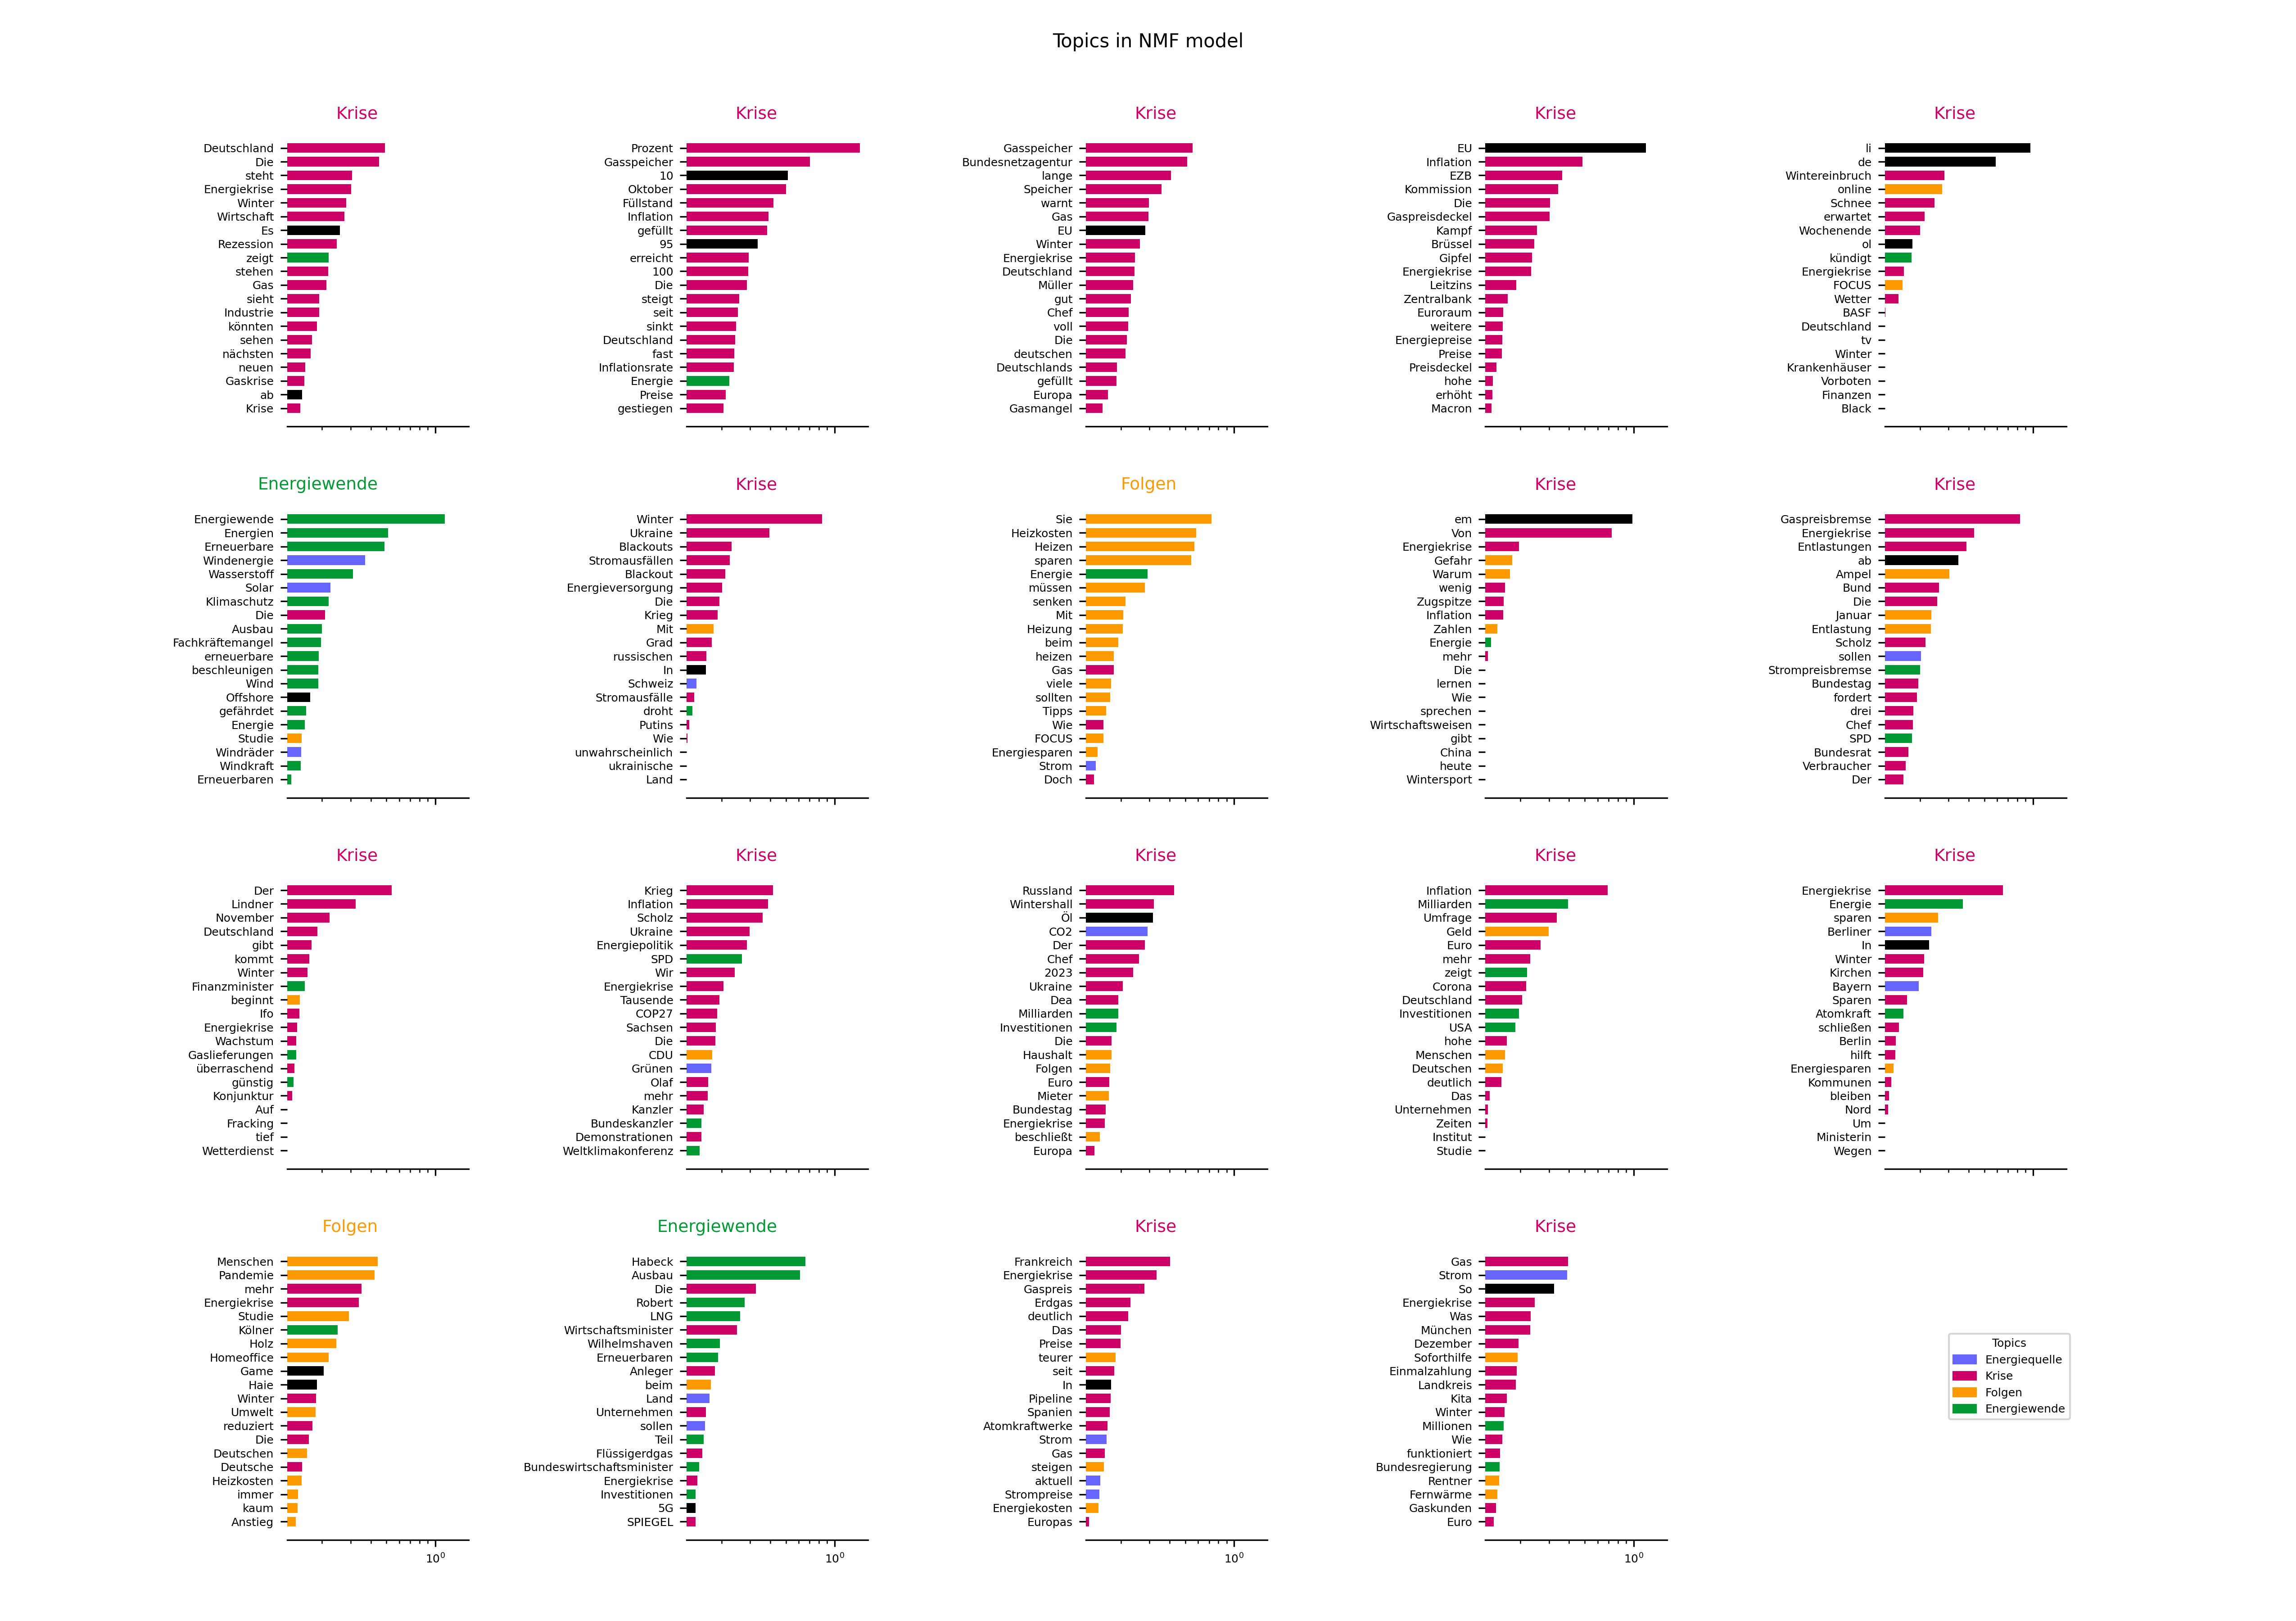 Topics in NMF model
Krise
Deutschland
Die
steht
Energiekrise
Winter
Wirtschaft
Es
Rezession
zeigt
stehen
Gas
sieht
Industrie
könnten
sehen
nächsten
neuen
Gaskrise
ab
Krise
Krise
Prozent
Gasspeicher
10
Oktober
Füllstand
Inflation
gefüllt
95
erreicht
100
Die
steigt
seit
sinkt
Deutschland
fast
Inflationsrate
Energie
Preise
gestiegen
Krise
Gasspeicher
Bundesnetzagentur
lange
Speicher
warnt
Gas
EU
Winter
Energiekrise
Deutschland
Müller
gut
Chef
voll
Die
deutschen
Deutschlands
gefüllt
Europa
Gasmangel
Krise
EU
Inflation
EZB
Kommission
Die
Gaspreisdeckel
Kampf
Brüssel
Gipfel
Energiekrise
Leitzins
Zentralbank
Euroraum
weitere
Energiepreise
Preise
Preisdeckel
hohe
erhöht
Macron
Krise
li
de
Wintereinbruch
online
Schnee
erwartet
Wochenende
ol
kündigt
Energiekrise
FOCUS
Wetter
BASF
Deutschland
tv
Winter
Krankenhäuser
Vorboten
Finanzen
Black
Energiewende
Energiewende
Energien
Erneuerbare
Windenergie
Wasserstoff
Solar
Klimaschutz
Die
Ausbau
Fachkräftemangel
erneuerbare
beschleunigen
Wind
Offshore
gefährdet
Energie
Studie
Windräder
Windkraft
Erneuerbaren
Krise
Winter
Ukraine
Blackouts
Stromausfällen
Blackout
Energieversorgung
Die
Krieg
Mit
Grad
russischen
In
Schweiz
Stromausfälle
droht
Putins
Wie
unwahrscheinlich
ukrainische
Land
Folgen
Sie
Heizkosten
Heizen
sparen
Energie
müssen
senken
Mit
Heizung
beim
heizen
Gas
viele
sollten
Tipps
Wie
FOCUS
Energiesparen
Strom
Doch
Krise
em
Von
Energiekrise
Gefahr
Warum
wenig
Zugspitze
Inflation
Zahlen
Energie
mehr
Die
lernen
Wie
sprechen
Wirtschaftsweisen
gibt
China
heute
Wintersport
Krise
Gaspreisbremse
Energiekrise
Entlastungen
ab
Ampel
Bund
Die
Januar
Entlastung
Scholz
sollen
Strompreisbremse
Bundestag
fordert
drei
Chef
SPD
Bundesrat
Verbraucher
Der
Krise
Der
Lindner
November
Deutschland
gibt
kommt
Winter
Finanzminister
beginnt
Ifo
Energiekrise
Wachstum
Gaslieferungen
überraschend
günstig
Konjunktur
Auf
Fracking
tief
Wetterdienst
Krise
Krieg
Inflation
Scholz
Ukraine
Energiepolitik
SPD
Wir
Energiekrise
Tausende
COP27
Sachsen
Die
CDU
Grünen
Olaf
mehr
Kanzler
Bundeskanzler
Demonstrationen
Weltklimakonferenz
Krise
Russland
Wintershall
Öl
CO2
Der
Chef
2023
Ukraine
Dea
Milliarden
Investitionen
Die
Haushalt
Folgen
Euro
Mieter
Bundestag
Energiekrise
beschließt
Europa
Krise
Inflation
Milliarden
Umfrage
Geld
Euro
mehr
zeigt
Corona
Deutschland
Investitionen
USA
hohe
Menschen
Deutschen
deutlich
Das
Unternehmen
Zeiten
Institut
Studie
Krise
Energiekrise
Energie
sparen
Berliner
In
Winter
Kirchen
Bayern
Sparen
Atomkraft
schließen
Berlin
hilft
Energiesparen
Kommunen
bleiben
Nord
Um
Ministerin
Wegen
Folgen
Menschen
Pandemie
mehr
Energiekrise
Studie
Kölner
Holz
Homeoffice
Game
Haie
Winter
Umwelt
reduziert
Die
Deutschen
Deutsche
Heizkosten
immer
kaum
Anstieg
10⁰
Energiewende
Habeck
Ausbau
Die
Robert
LNG
Wirtschaftsminister
Wilhelmshaven
Erneuerbaren
Anleger
beim
Land
Unternehmen
sollen
Teil
Flüssigerdgas
Bundeswirtschaftsminister
Energiekrise
Investitionen
5G
SPIEGEL
10⁰
Krise
Frankreich
Energiekrise
Gaspreis
Erdgas
deutlich
Das
Preise
teurer
seit
In
Pipeline
Spanien
Atomkraftwerke
Strom
Gas
steigen
aktuell
Strompreise
Energiekosten
Europas
10⁰
Krise
Gas
Strom
So
Energiekrise
Was
München
Dezember
Soforthilfe
Einmalzahlung
Landkreis
Kita
Winter
Millionen
Wie
funktioniert
Bundesregierung
Rentner
Fernwärme
Gaskunden
Euro
10⁰
Topics
Energiequelle
Krise
Folgen
Energiewende